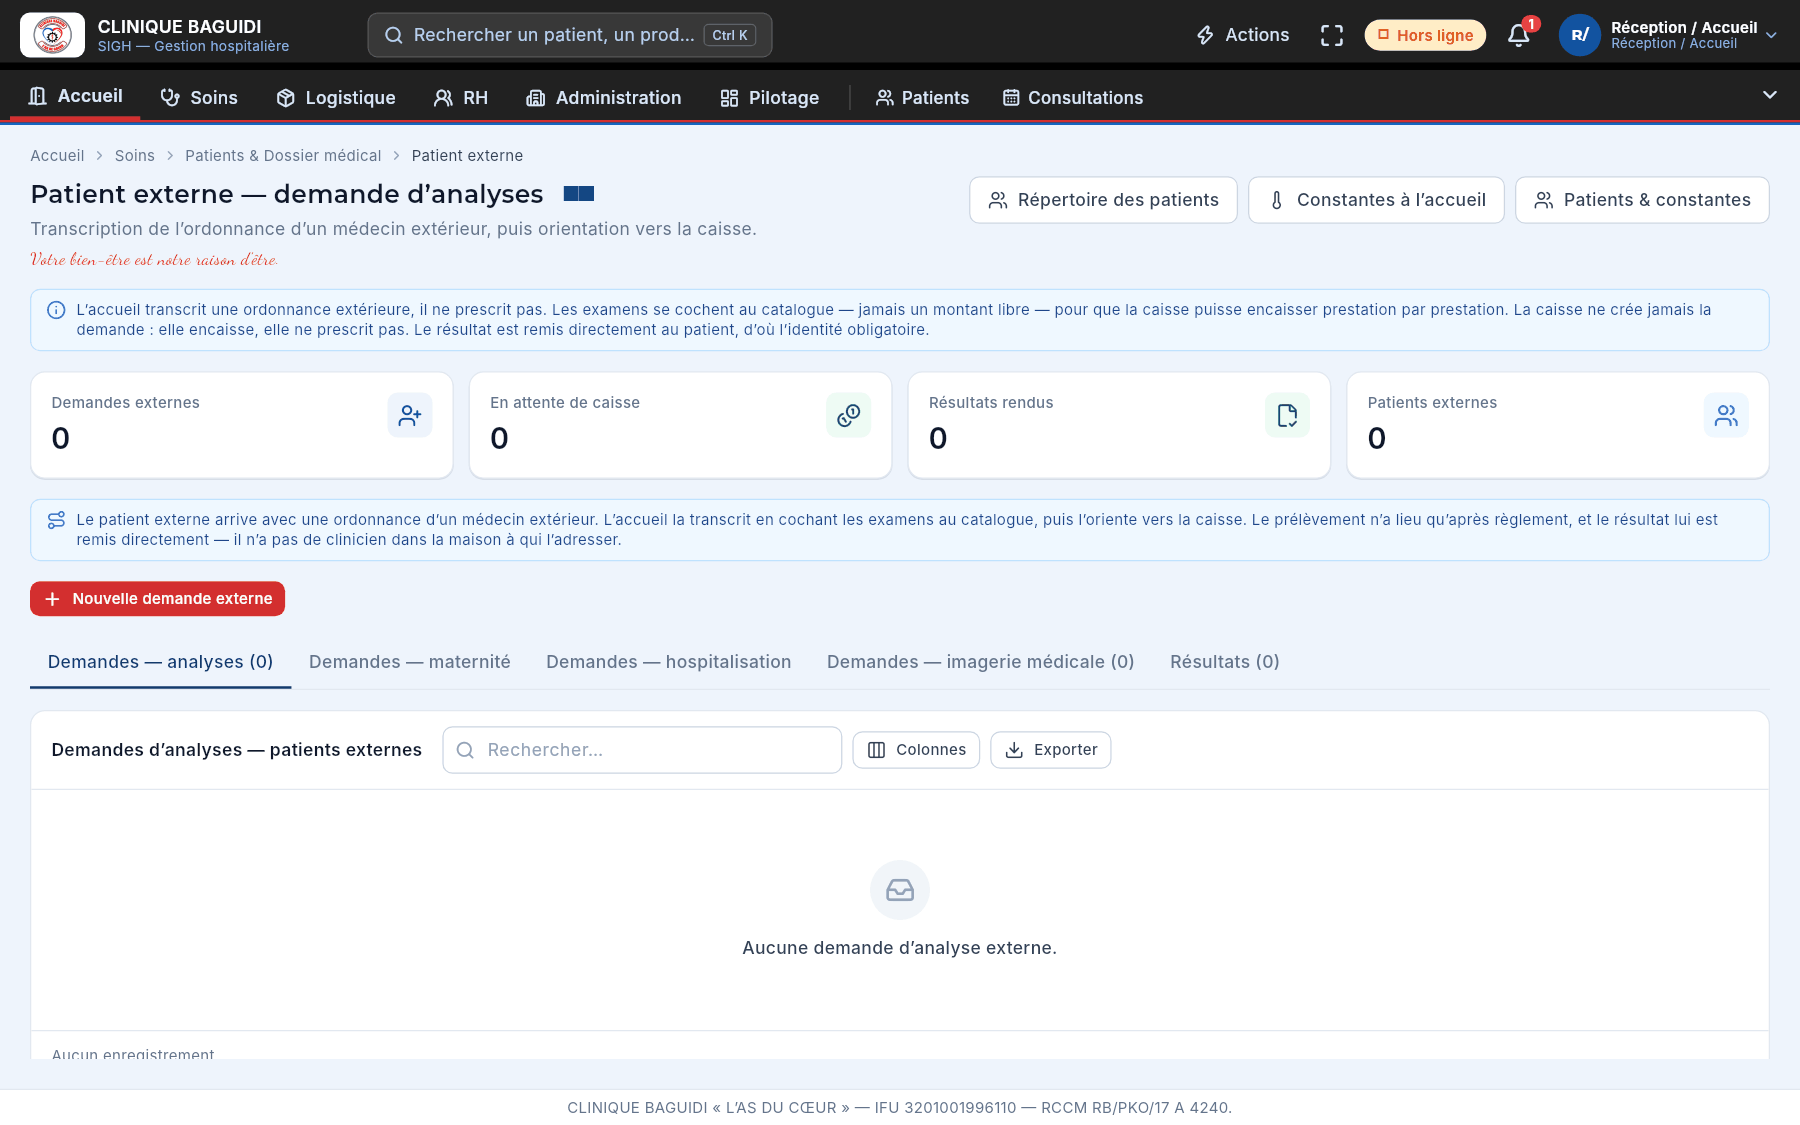 CLINIQUE BAGUIDI
SIGH — Gestion hospitalière
Rechercher un patient, un prod...
Ctrl K
Actions
Hors ligne
1
R/
Réception / Accueil
Réception / Accueil
Accueil
Soins
Logistique
RH
Administration
Pilotage
Patients
Consultations
Accueil > Soins > Patients & Dossier médical > Patient externe
Patient externe — demande d’analyses
Répertoire des patients
Constantes à l’accueil
Patients & constantes
Transcription de l’ordonnance d’un médecin extérieur, puis orientation vers la caisse.
Votre bien-être est notre raison d'être.
L’accueil transcrit une ordonnance extérieure, il ne prescrit pas. Les examens se cochent au catalogue — jamais un montant libre — pour que la caisse puisse encaisser prestation par prestation. La caisse ne crée jamais la
demande : elle encaisse, elle ne prescrit pas. Le résultat est remis directement au patient, d’où l’identité obligatoire.
Demandes externes
0
En attente de caisse
0
Résultats rendus
0
Patients externes
0
Le patient externe arrive avec une ordonnance d’un médecin extérieur. L’accueil la transcrit en cochant les examens au catalogue, puis l’oriente vers la caisse. Le prélèvement n’a lieu qu’après règlement, et le résultat lui est
remis directement — il n’a pas de clinicien dans la maison à qui l’adresser.
Nouvelle demande externe
Demandes — analyses (0)
Demandes — maternité
Demandes — hospitalisation
Demandes — imagerie médicale (0)
Résultats (0)
Demandes d’analyses — patients externes
Rechercher...
Colonnes
Exporter
Aucune demande d’analyse externe.
Aucun enregistrement
CLINIQUE BAGUIDI « L’AS DU CŒUR » — IFU 3201001996110 — RCCM RB/PKO/17 A 4240.